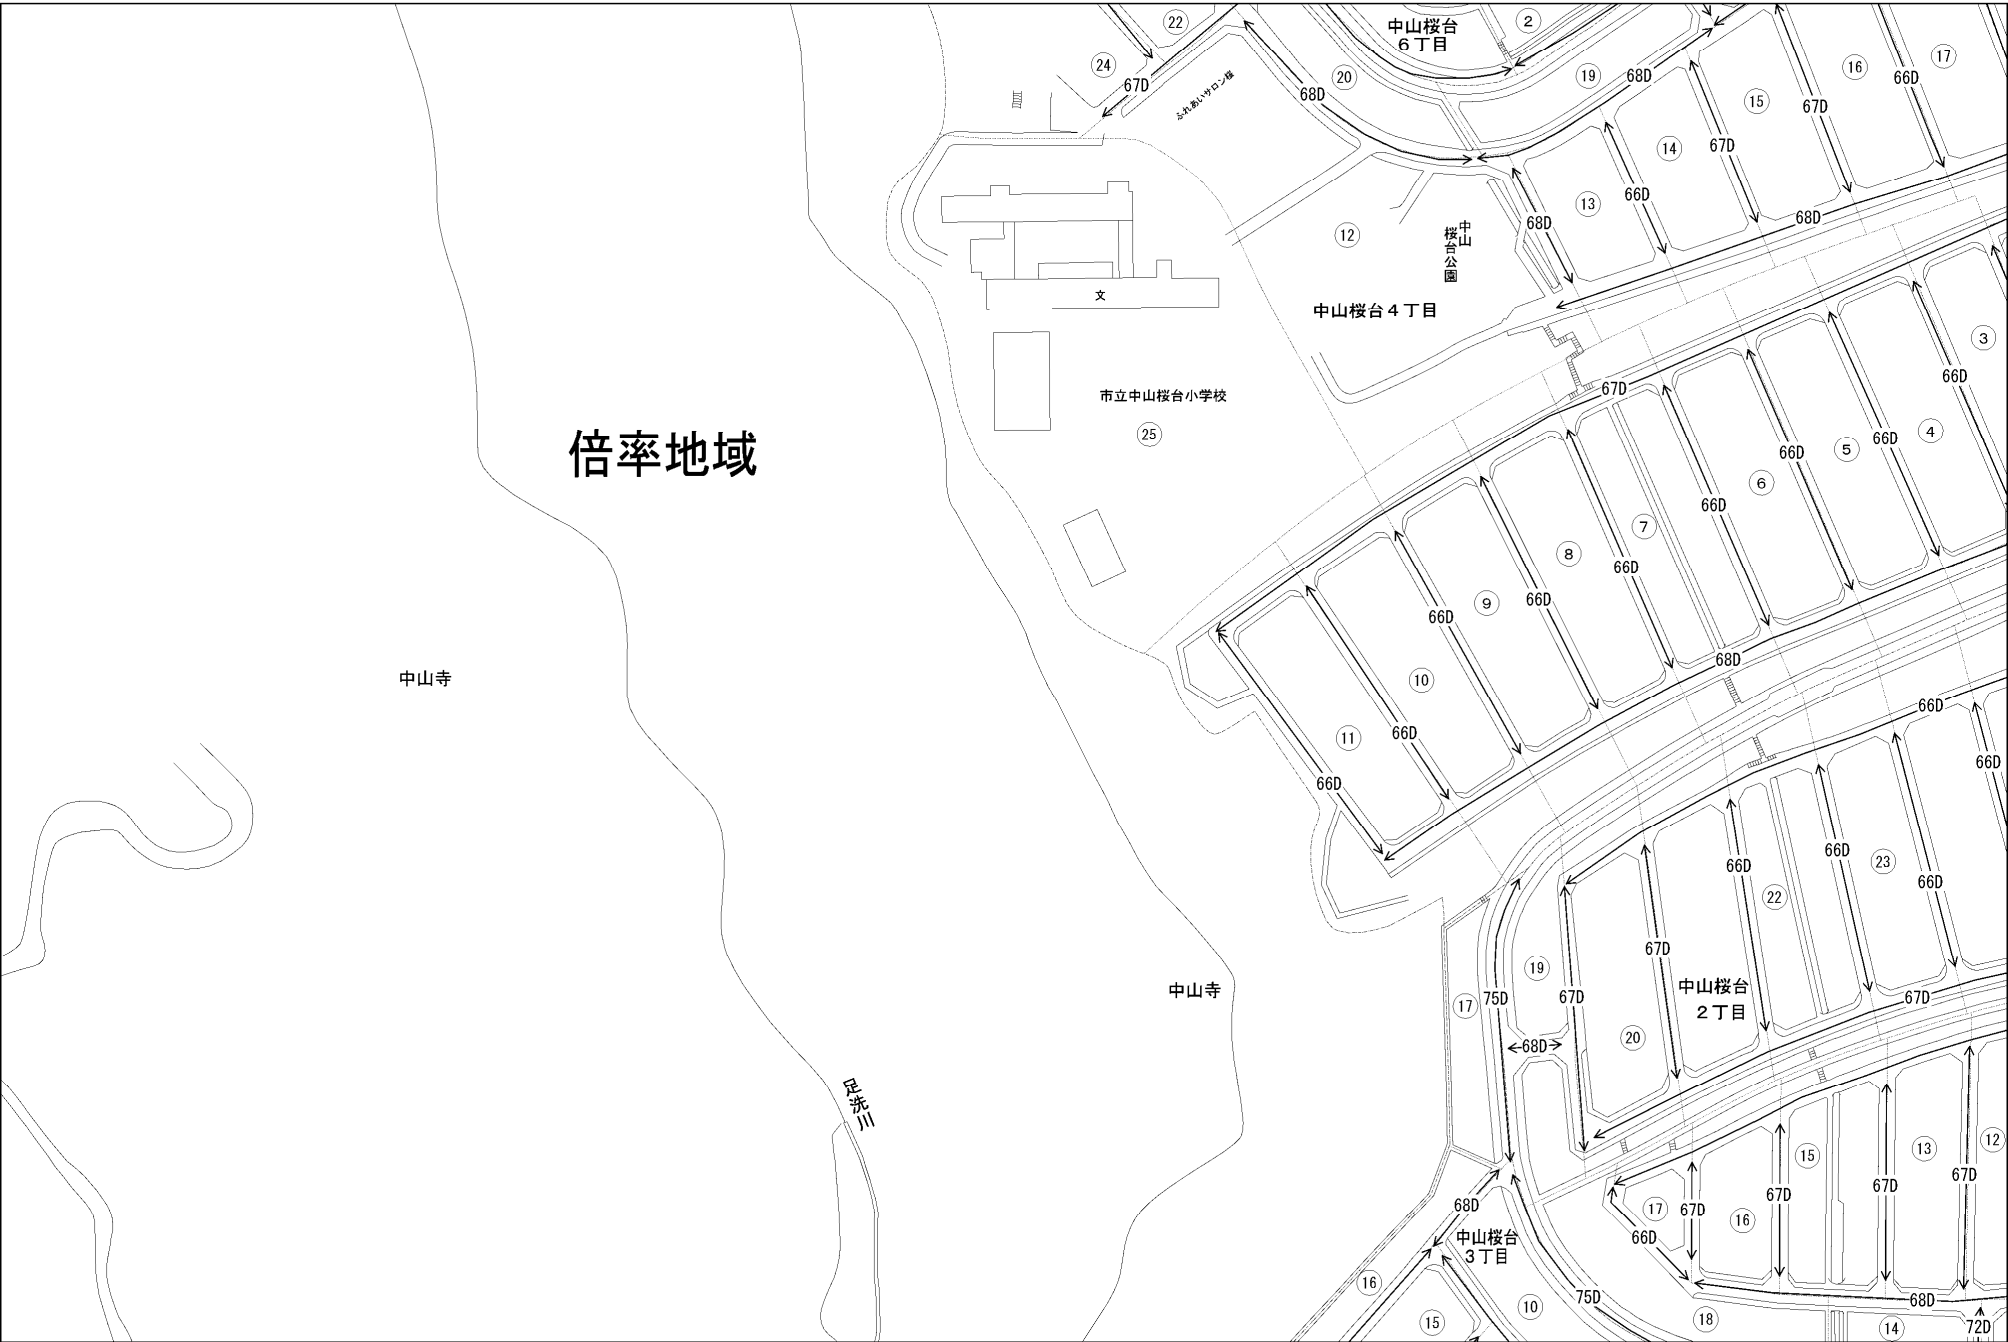 22
中山桜台
６丁目
2
24
67D
ふれあいサロン桜
20
68D
19
68D
16
66D
17
15
67D
67D
14
66D
13
68D
68D
12
中山
桜台公園
中山桜台４丁目
文
市立中山桜台小学校
25
倍率地域
67D
3
66D
4
66D
5
66D
6
66D
7
66D
8
66D
9
66D
10
66D
11
66D
68D
中山寺
66D
66D
23
66D
66D
22
66D
67D
67D
中山桜台
２丁目
20
19
67D
75D
17
68D
中山寺
足洗川
12
67D
13
67D
15
67D
16
67D
17
66D
68D
中山桜台
３丁目
16
15
10
75D
18
68D
14
72D